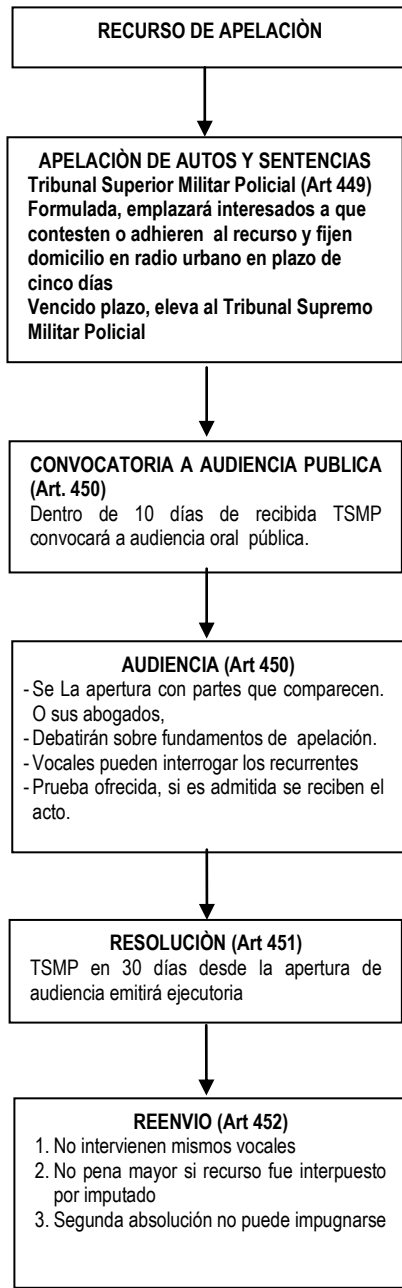 RECURSO DE APELACIÒN
APELACIÒN DE AUTOS Y SENTENCIAS
Tribunal Superior Militar Policial (Art 449)
Formulada, emplazará interesados a que
contesten o adhieren al recurso y fijen
domicilio en radio urbano en plazo de
cinco días
Vencido plazo, eleva al Tribunal Supremo
Militar Policial
CONVOCATORIA A AUDIENCIA PUBLICA
(Art. 450)
Dentro de 10 días de recibida TSMP
convocará a audiencia oral pública.
AUDIENCIA (Art 450)
- Se La apertura con partes que comparecen.
O sus abogados,
- Debatirán sobre fundamentos de apelación.
- Vocales pueden interrogar los recurrentes
- Prueba ofrecida, si es admitida se reciben el
acto.
RESOLUCIÒN (Art 451)
TSMP en 30 días desde la apertura de
audiencia emitirá ejecutoria
REENVIO (Art 452)
1. No intervienen mismos vocales
2. No pena mayor si recurso fue interpuesto
por imputado
3. Segunda absolución no puede impugnarse